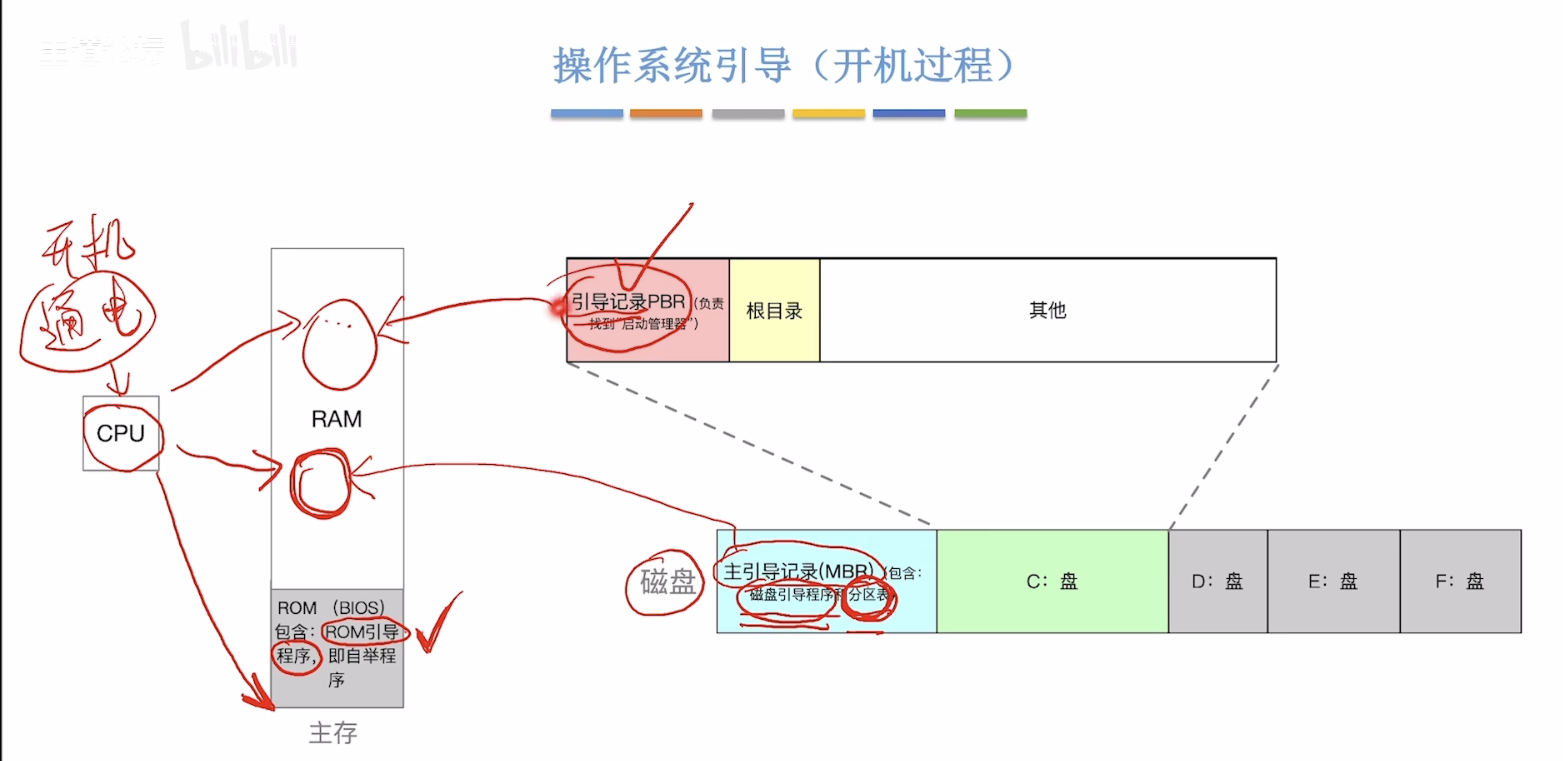 bilibili
操作系统引导（开机过程）
开机
通电
CPU
RAM
ROM （BIOS）
包含：ROM引导
程序，即自举程
序
主存
引导记录PBR（负责
找到“启动管理器”）
根目录
其他
磁盘
主引导记录(MBR)（包含：
磁盘引导程序和分区表）
C：盘
D：盘
E：盘
F：盘